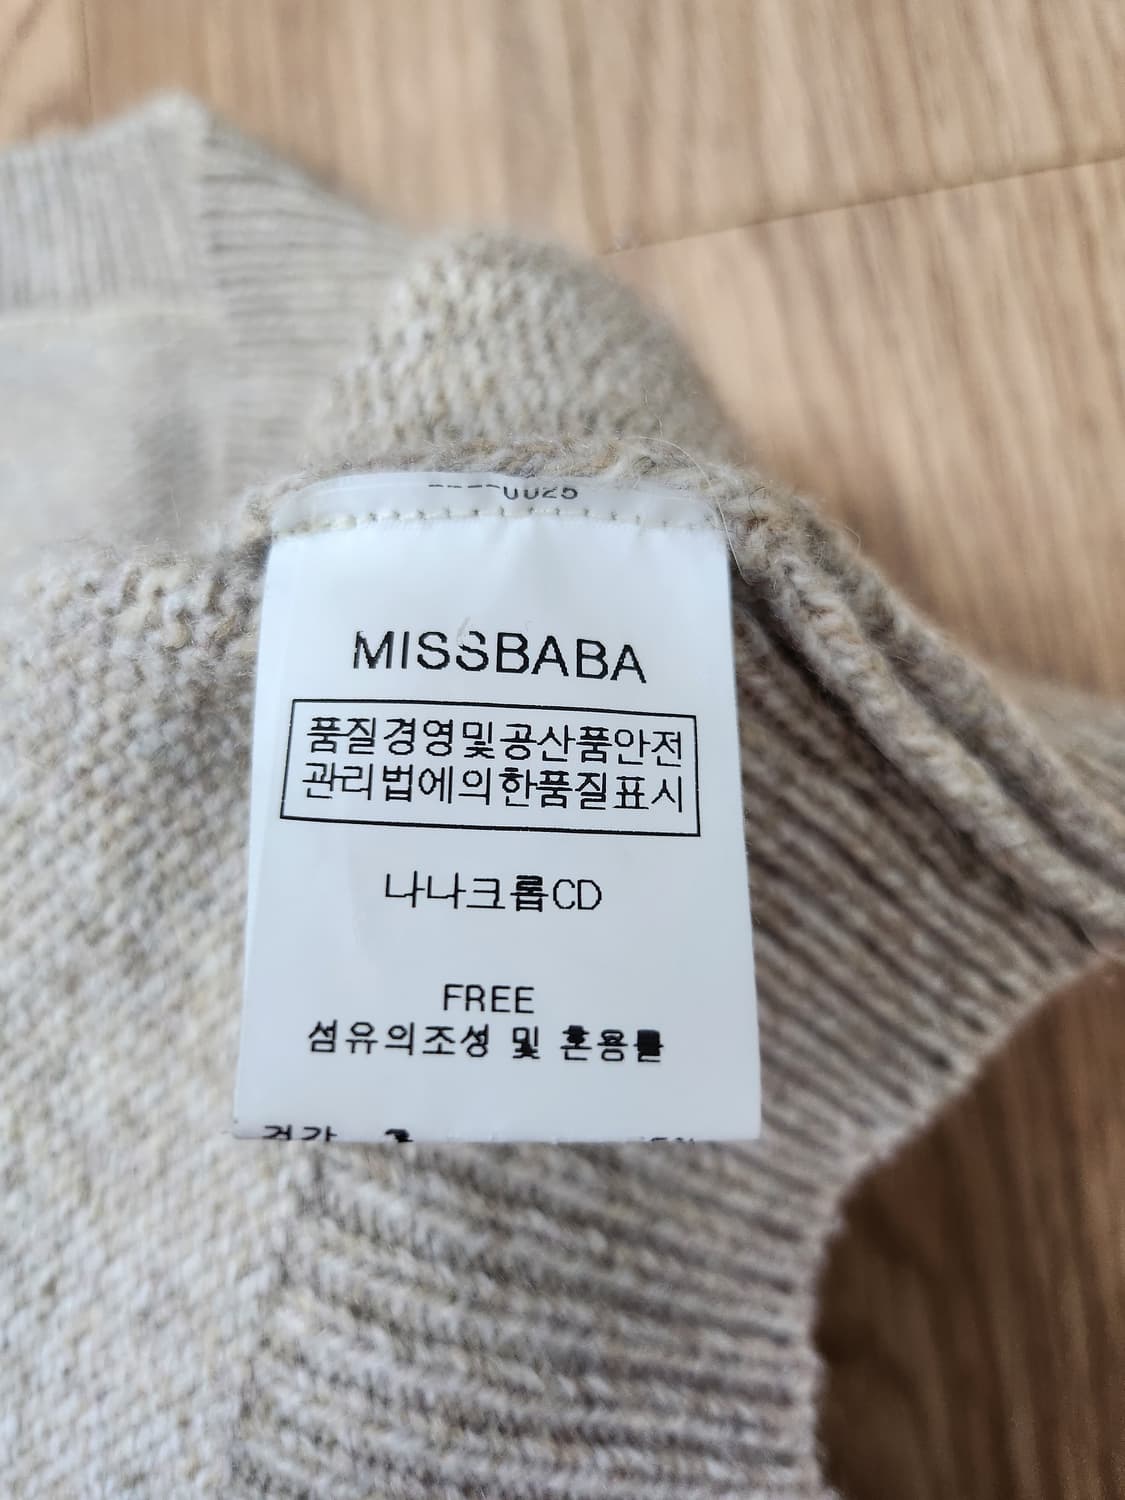 0025
MISSBABA
품질경영및공산품안전
관리법에의한품질표시
나나크롭CD
FREE
섬유의조성 및 혼용률